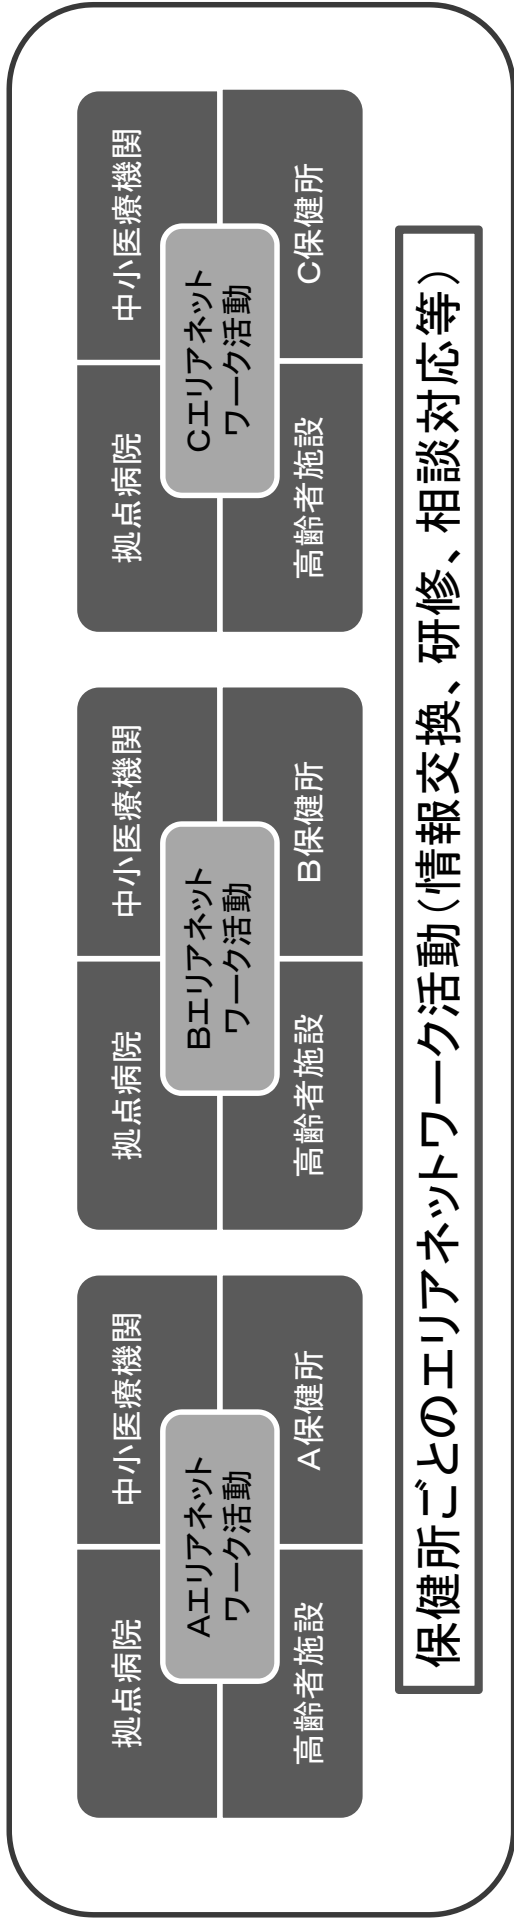 拠点病院
中小医療機関
Aエリアネット
ワーク活動
高齢者施設
A保健所
拠点病院
中小医療機関
Bエリアネット
ワーク活動
高齢者施設
B保健所
拠点病院
中小医療機関
Cエリアネット
ワーク活動
高齢者施設
C保健所
保健所ごとのエリアネットワーク活動(情報交換、研修、相談対応等)